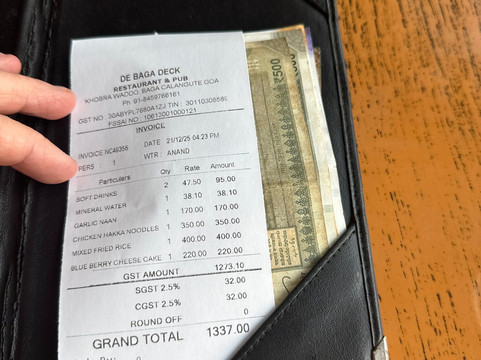 DE BAGA DECK
RESTAURANT & PUB
KHOBRA WADDO, BAGA CALANGUTE GOA
Ph 91-8459766161
GST NO : 30ABYPL7680A1ZJ TIN : 30110308585
FSSAI NO : 10613001000121
INVOICE
INVOICE NC49355 DATE 21/12/25 04:23 PM
PERS 1 WTR : ANAND
Particulars Qty Rate Amount
SOFT DRINKS 2 47.50 95.00
MINERAL WATER 1 38.10 38.10
GARLIC NAAN 1 170.00 170.00
CHICKEN HAKKA NOODLES 1 350.00 350.00
MIXED FRIED RICE 1 400.00 400.00
BLUE BERRY CHEESE CAKE 1 220.00 220.00
GST AMOUNT 1273.10
SGST 2.5% 32.00
CGST 2.5% 32.00
ROUND OFF 0
GRAND TOTAL 1337.00
500